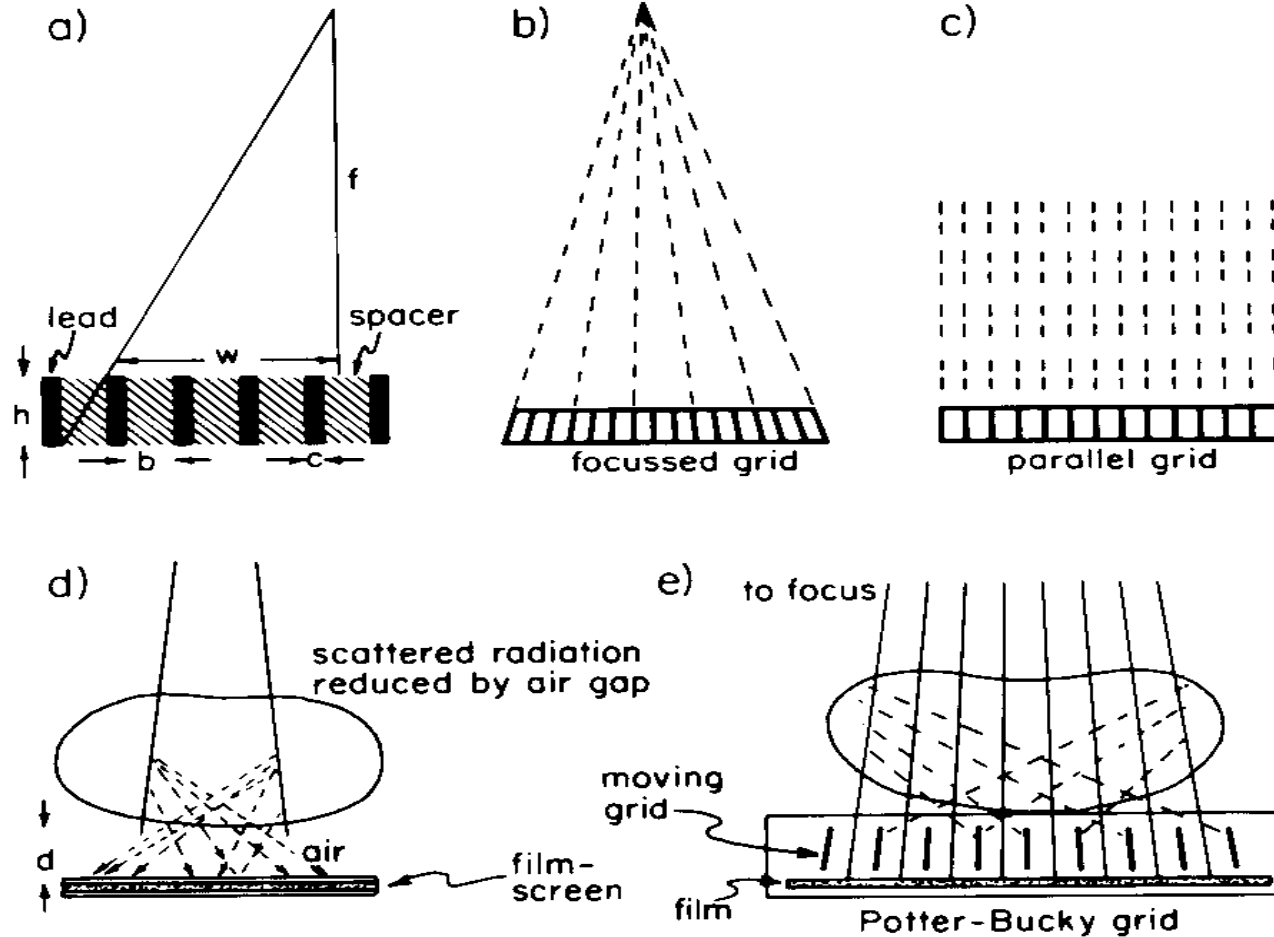 a)
f
lead
spacer
w
h
b
c
b)
focussed grid
c)
parallel grid
d)
scattered radiation
reduced by air gap
d
air
film-
screen
e)
to focus
moving
grid
film
Potter-Bucky grid